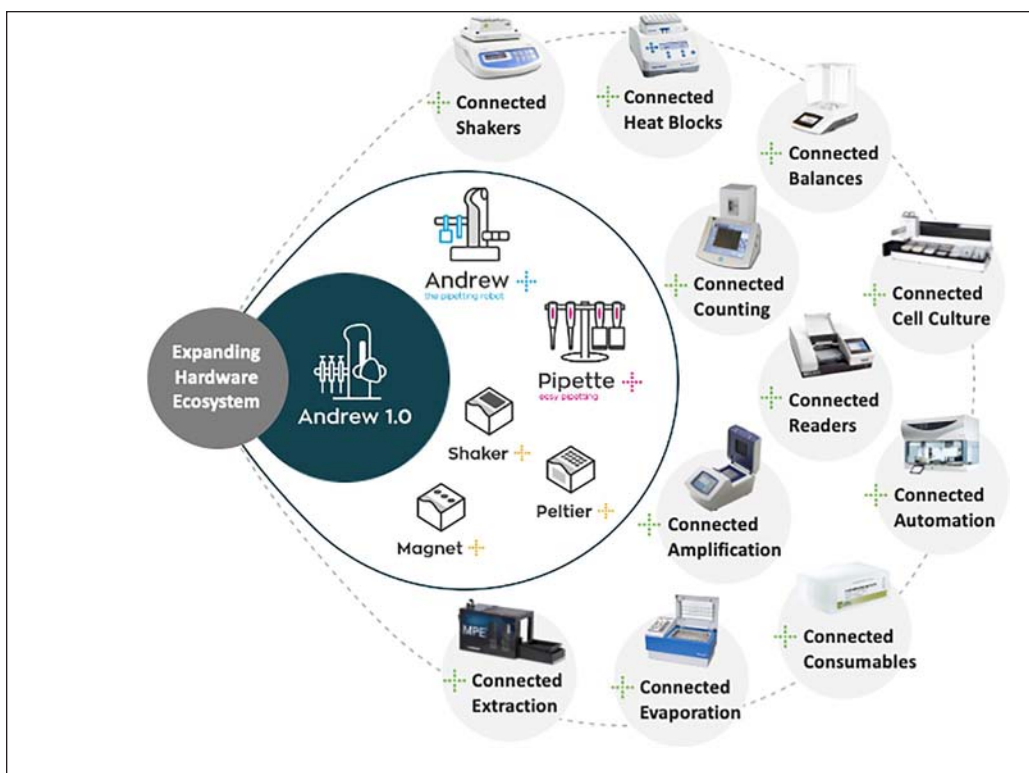 Connected
Shakers
Connected
Heat Blocks
Connected
Balances
Connected
Counting
Connected
Cell Culture
Connected
Readers
Connected
Automation
Connected
Amplification
Connected
Consumables
Connected
Evaporation
MPE²
Connected
Extraction
Expanding
Hardware
Ecosystem
Andrew 1.0
Andrew
the pipetting robot
Pipette
easy pipetting
Shaker
Peltier
Magnet